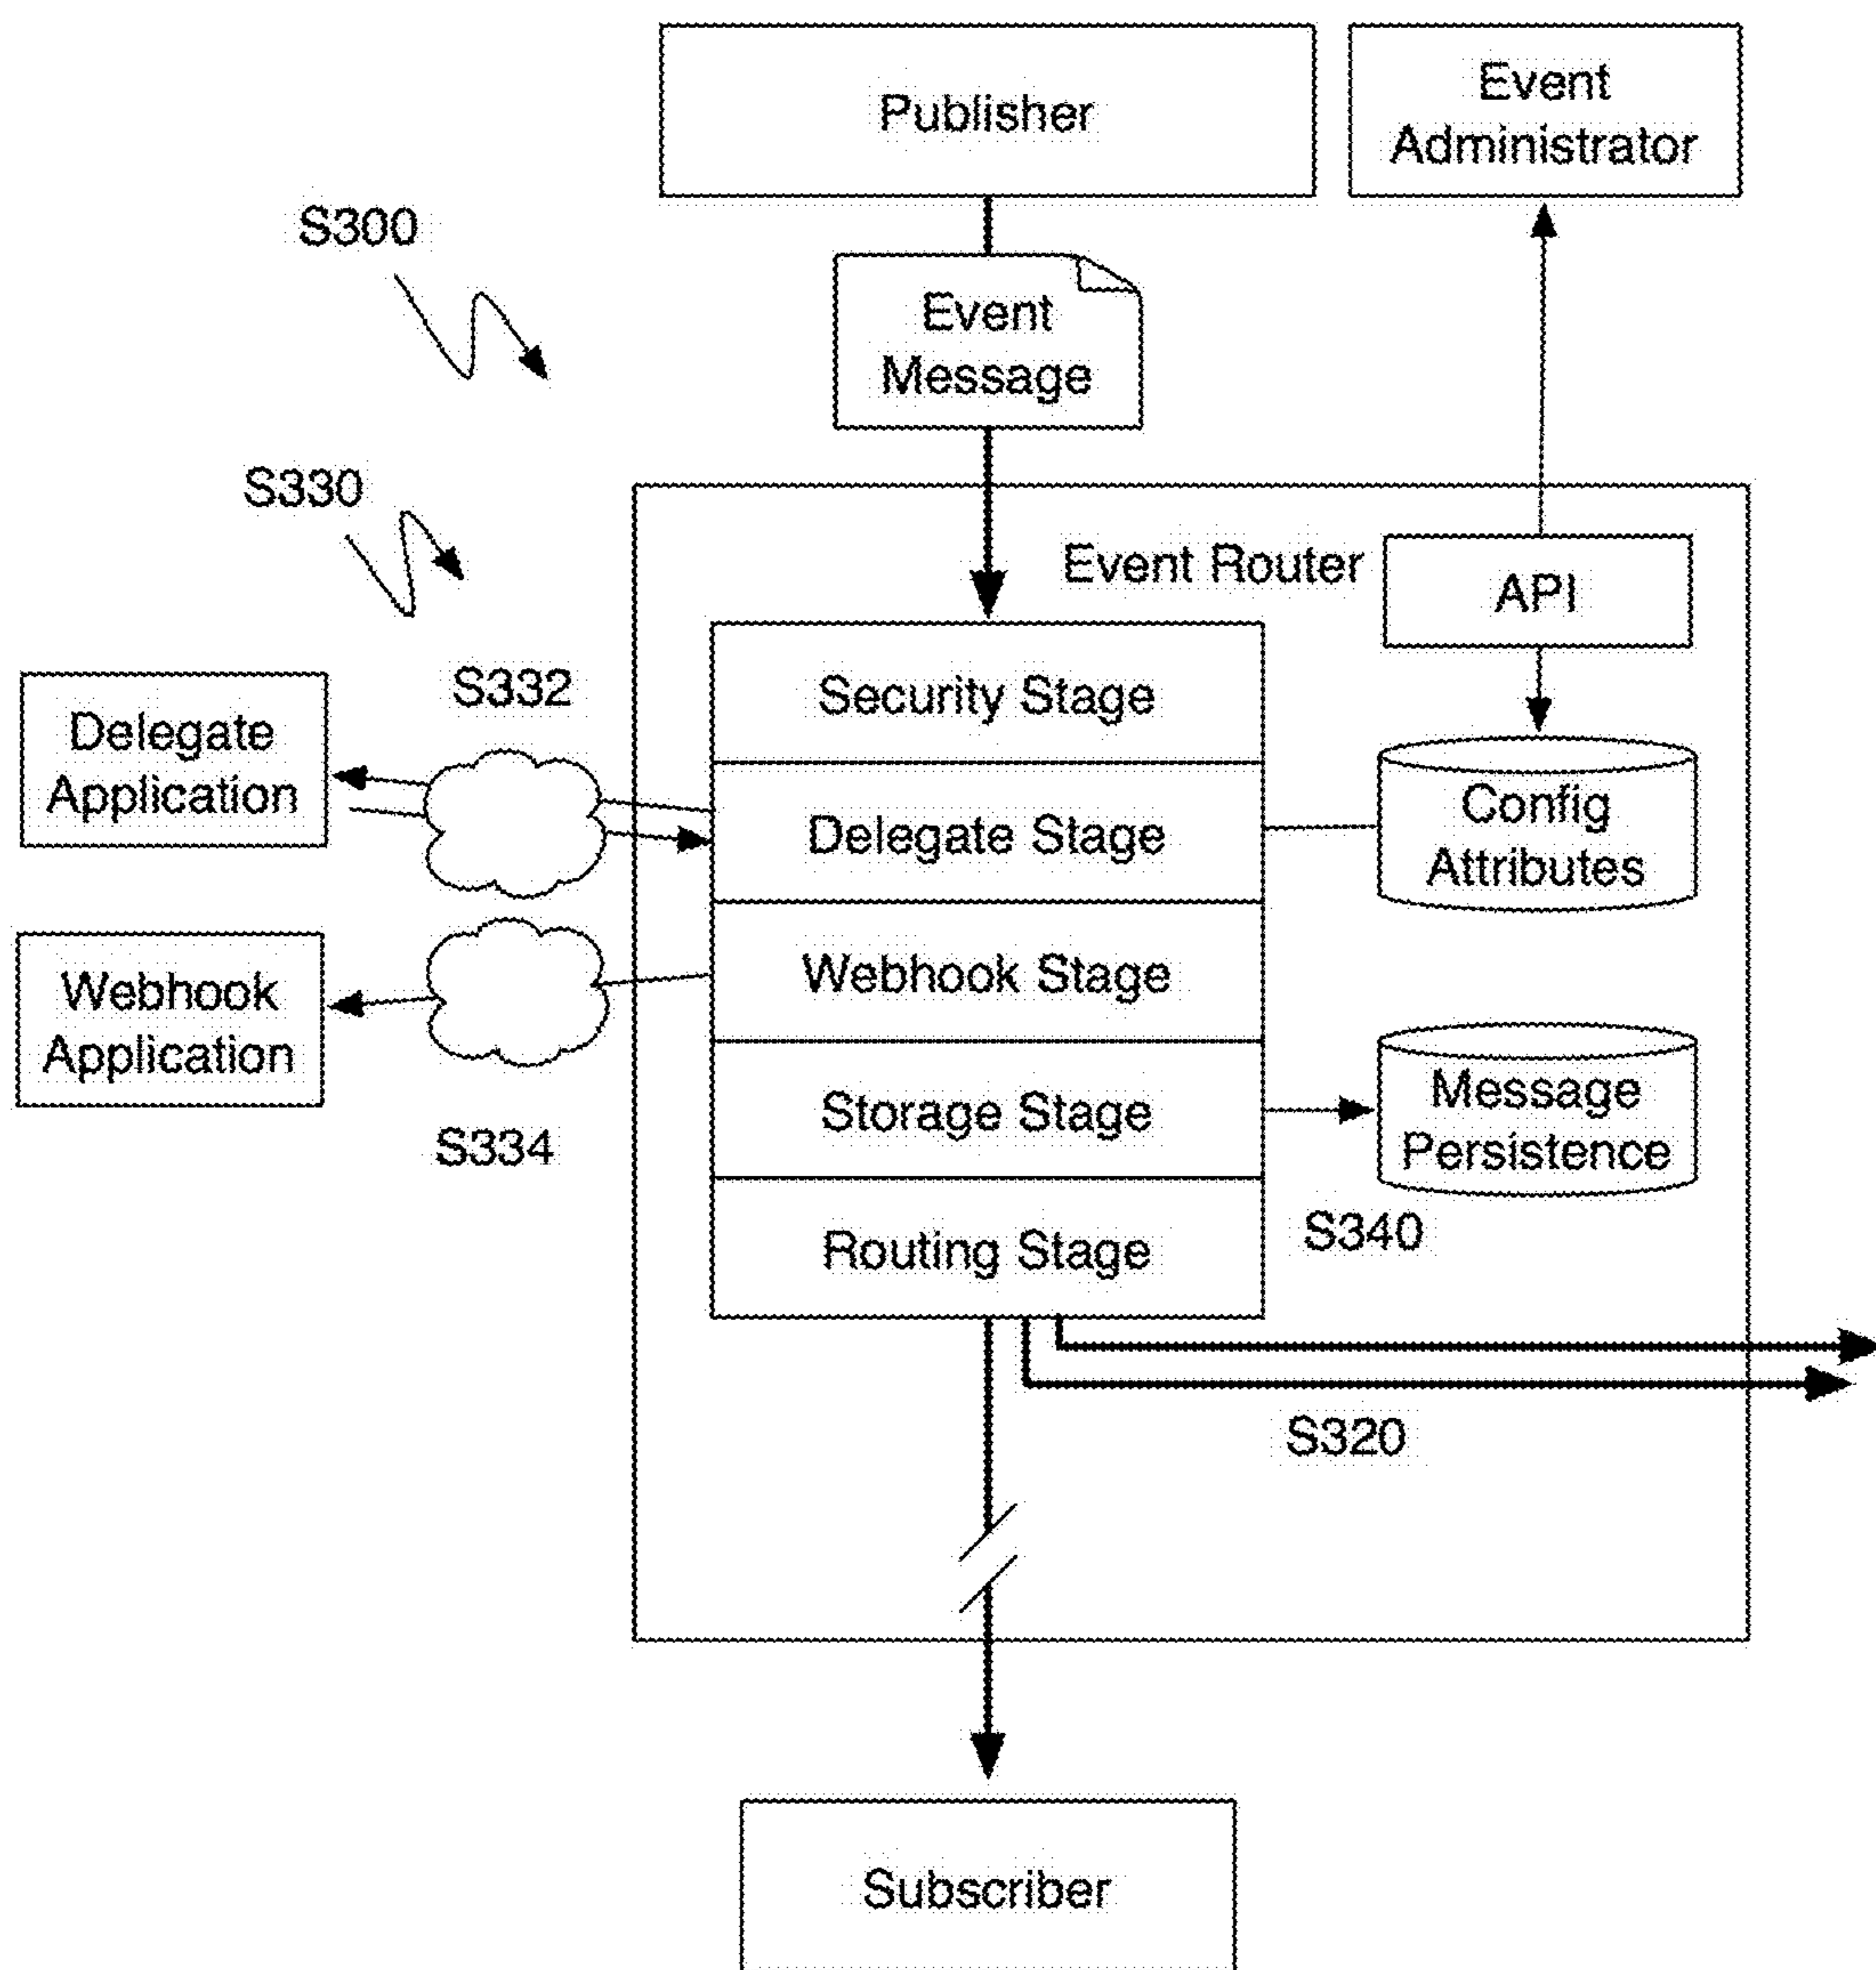 Publisher
Event
Administrator
S300
Event
Message
S330
Event Router
API
S332
Security Stage
Delegate
Application
Delegate Stage
Config
Attributes
Webhook Stage
Webhook
Application
Storage Stage
Message
Persistence
S334
Routing Stage
S340
S320
Subscriber